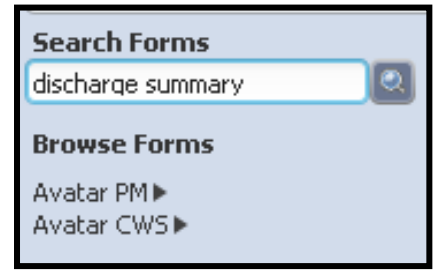 Search Forms
discharge summary
Browse Forms
Avatar PM▶
Avatar CWS▶